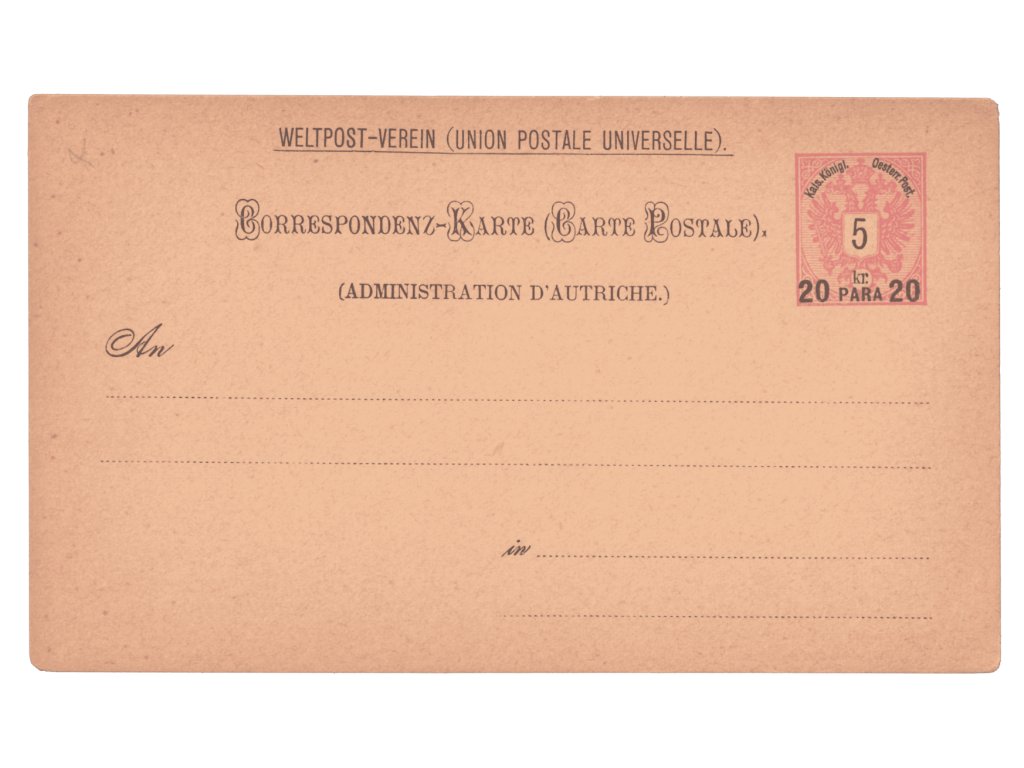 WELTPOST-VEREIN (UNION POSTALE UNIVERSELLE).
CORRESPONDENZ-KARTE (CARTE POSTALE).
(ADMINISTRATION D'AUTRICHE.)
Kais. Königl. Oesterr. Post.
5
kr.
20 PARA 20
An
in